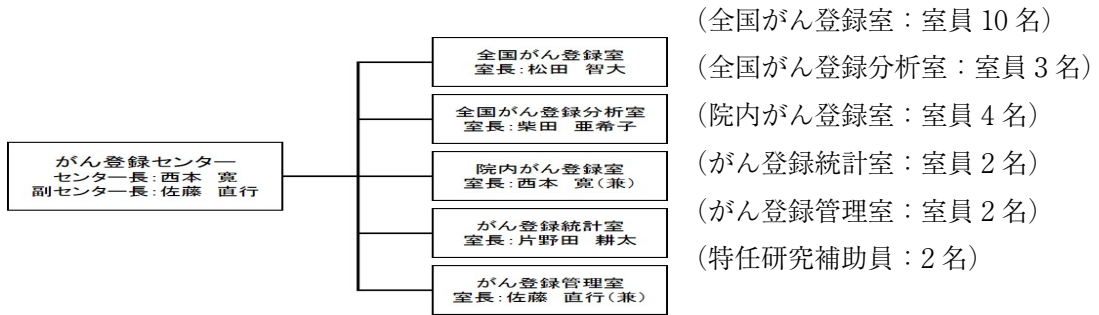 がん登録センター
センター長：西本　寛
副センター長：佐藤　直行
全国がん登録室
室長：松田　智大
全国がん登録分析室
室長：柴田　亜希子
院内がん登録室
室長：西本　寛（兼）
がん登録統計室
室長：片野田　耕太
がん登録管理室
室長：佐藤　直行（兼）
（全国がん登録室：室員 10 名）
（全国がん登録分析室：室員 3 名）
（院内がん登録室：室員 4 名）
（がん登録統計室：室員 2 名）
（がん登録管理室：室員 2 名）
（特任研究補助員：2 名）